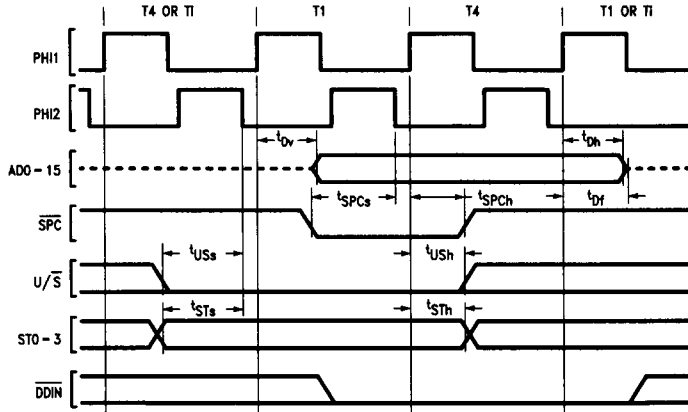 T4 OR Ti T1 T4 T1 OR Ti
PHI1
PHI2
tDv tDh
AD0-15
tSPCs tSPCh tDf
SPC
tUSs tUSh
U/S
tSTs tSTh
ST0-3
DDIN